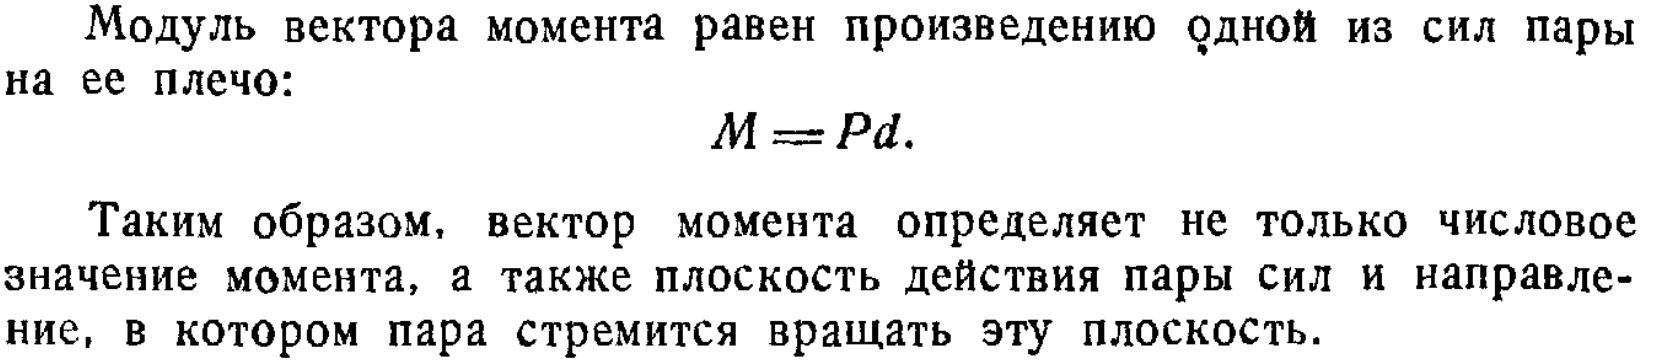 Модуль вектора момента равен произведению одной из сил пары
на ее плечо:
M = Pd.
Таким образом, вектор момента определяет не только числовое
значение момента, а также плоскость действия пары сил и направле-
ние, в котором пара стремится вращать эту плоскость.